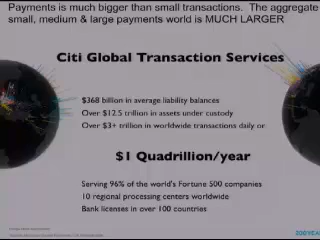 Payments is much bigger than small transactions. The aggregate
small, medium & large payments world is MUCH LARGER
Citi Global Transaction Services
$368 billion in average liability balances
Over $12.5 trillion in assets under custody
Over $3+ trillion in worldwide transactions daily or
$1 Quadrillion/year
Serving 96% of the world's Fortune 500 companies
10 regional processing centers worldwide
Bank licenses in over 100 countries
200 YEA